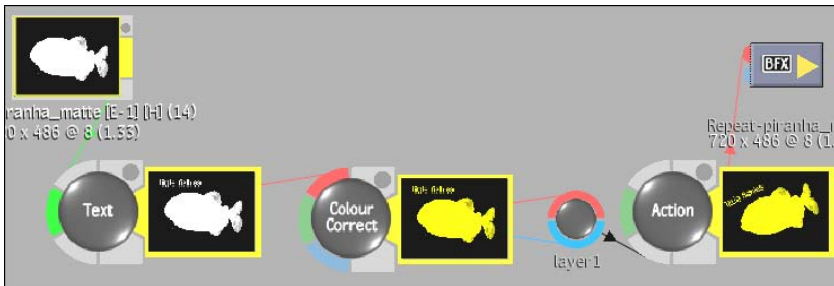 ranha_matte [E-1] [H] (14)
0 x 486 @ 8 (1.33)
BFX
Repeat-piranha_
720 x 486 @ 8 (1.
Text
Colour
Correct
layer1
Action